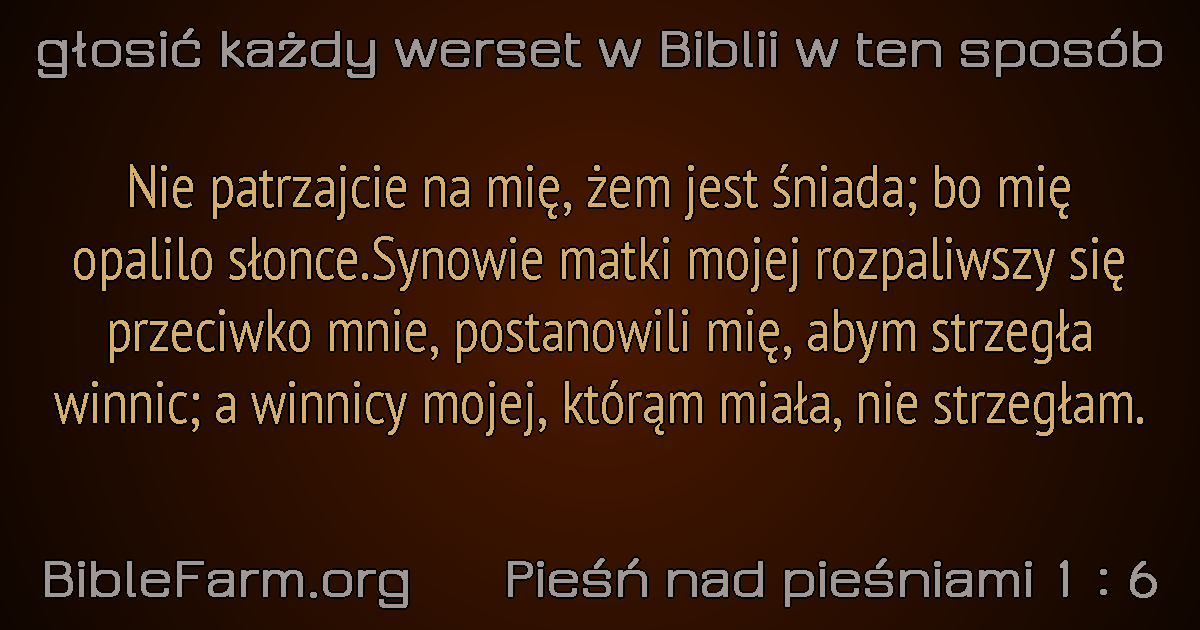 głosić każdy werset w Biblii w ten sposób
Nie patrzajcie na mię, żem jest śniada; bo mię
opalilo słonce.Synowie matki mojej rozpaliwszy się
przeciwko mnie, postanowili mię, abym strzegła
winnic; a winnicy mojej, którąm miała, nie strzegłam.
BibleFarm.org Pieśń nad pieśniami 1 : 6